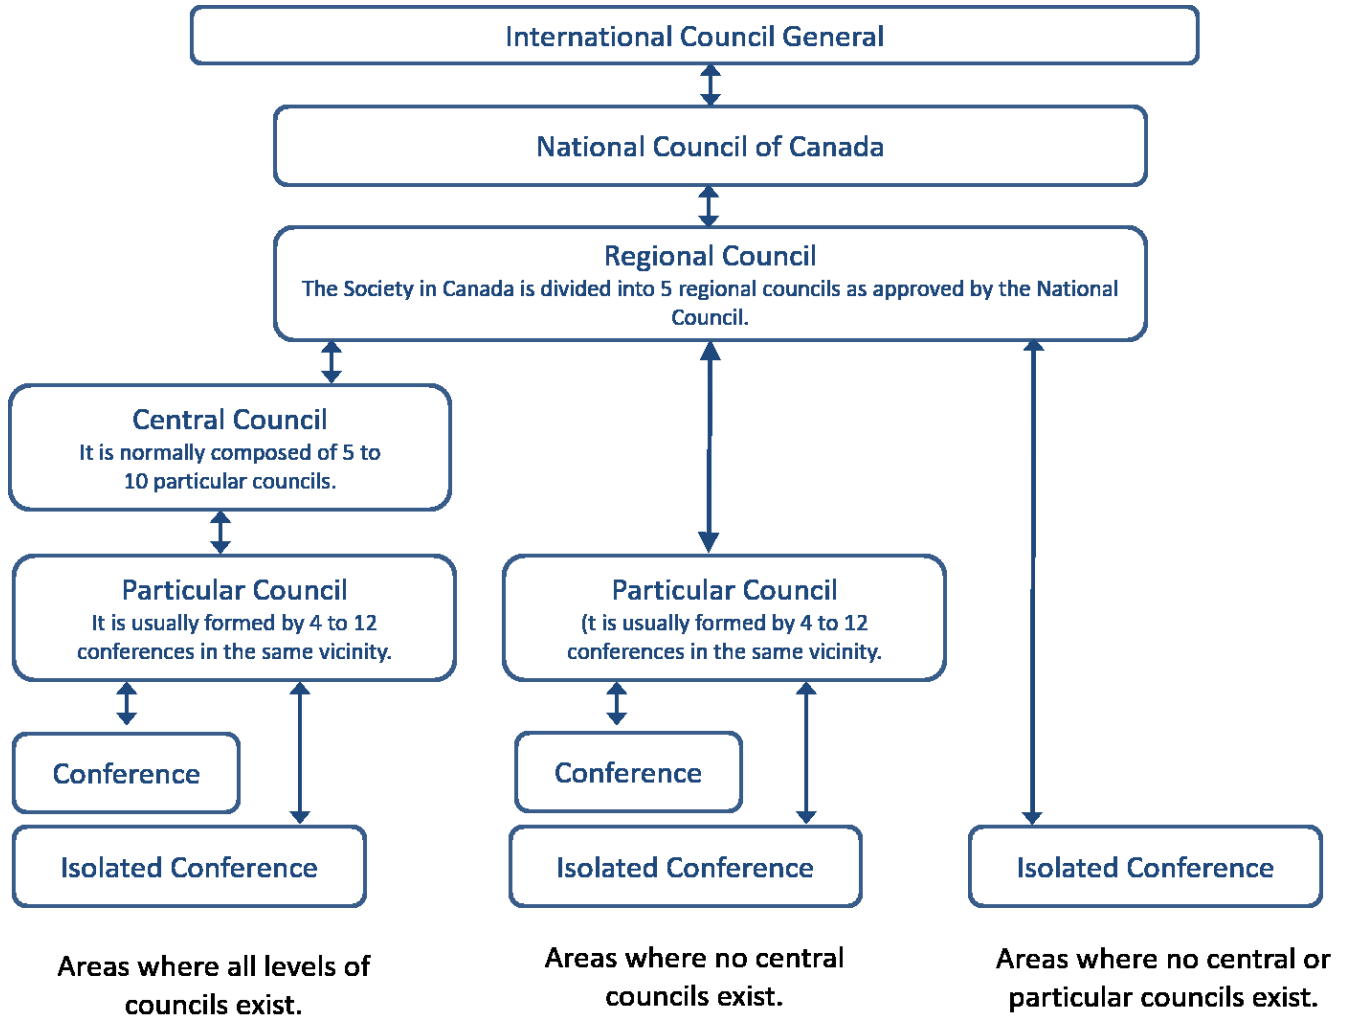 International Council General
National Council of Canada
Regional Council
The Society in Canada is divided into 5 regional councils as approved by the National
Council.
Central Council
It is normally composed of 5 to
10 particular councils.
Particular Council
It is usually formed by 4 to 12
conferences in the same vicinity.
Particular Council
(t is usually formed by 4 to 12
conferences in the same vicinity.
Conference
Conference
Isolated Conference
Isolated Conference
Isolated Conference
Areas where all levels of
councils exist.
Areas where no central
councils exist.
Areas where no central or
particular councils exist.